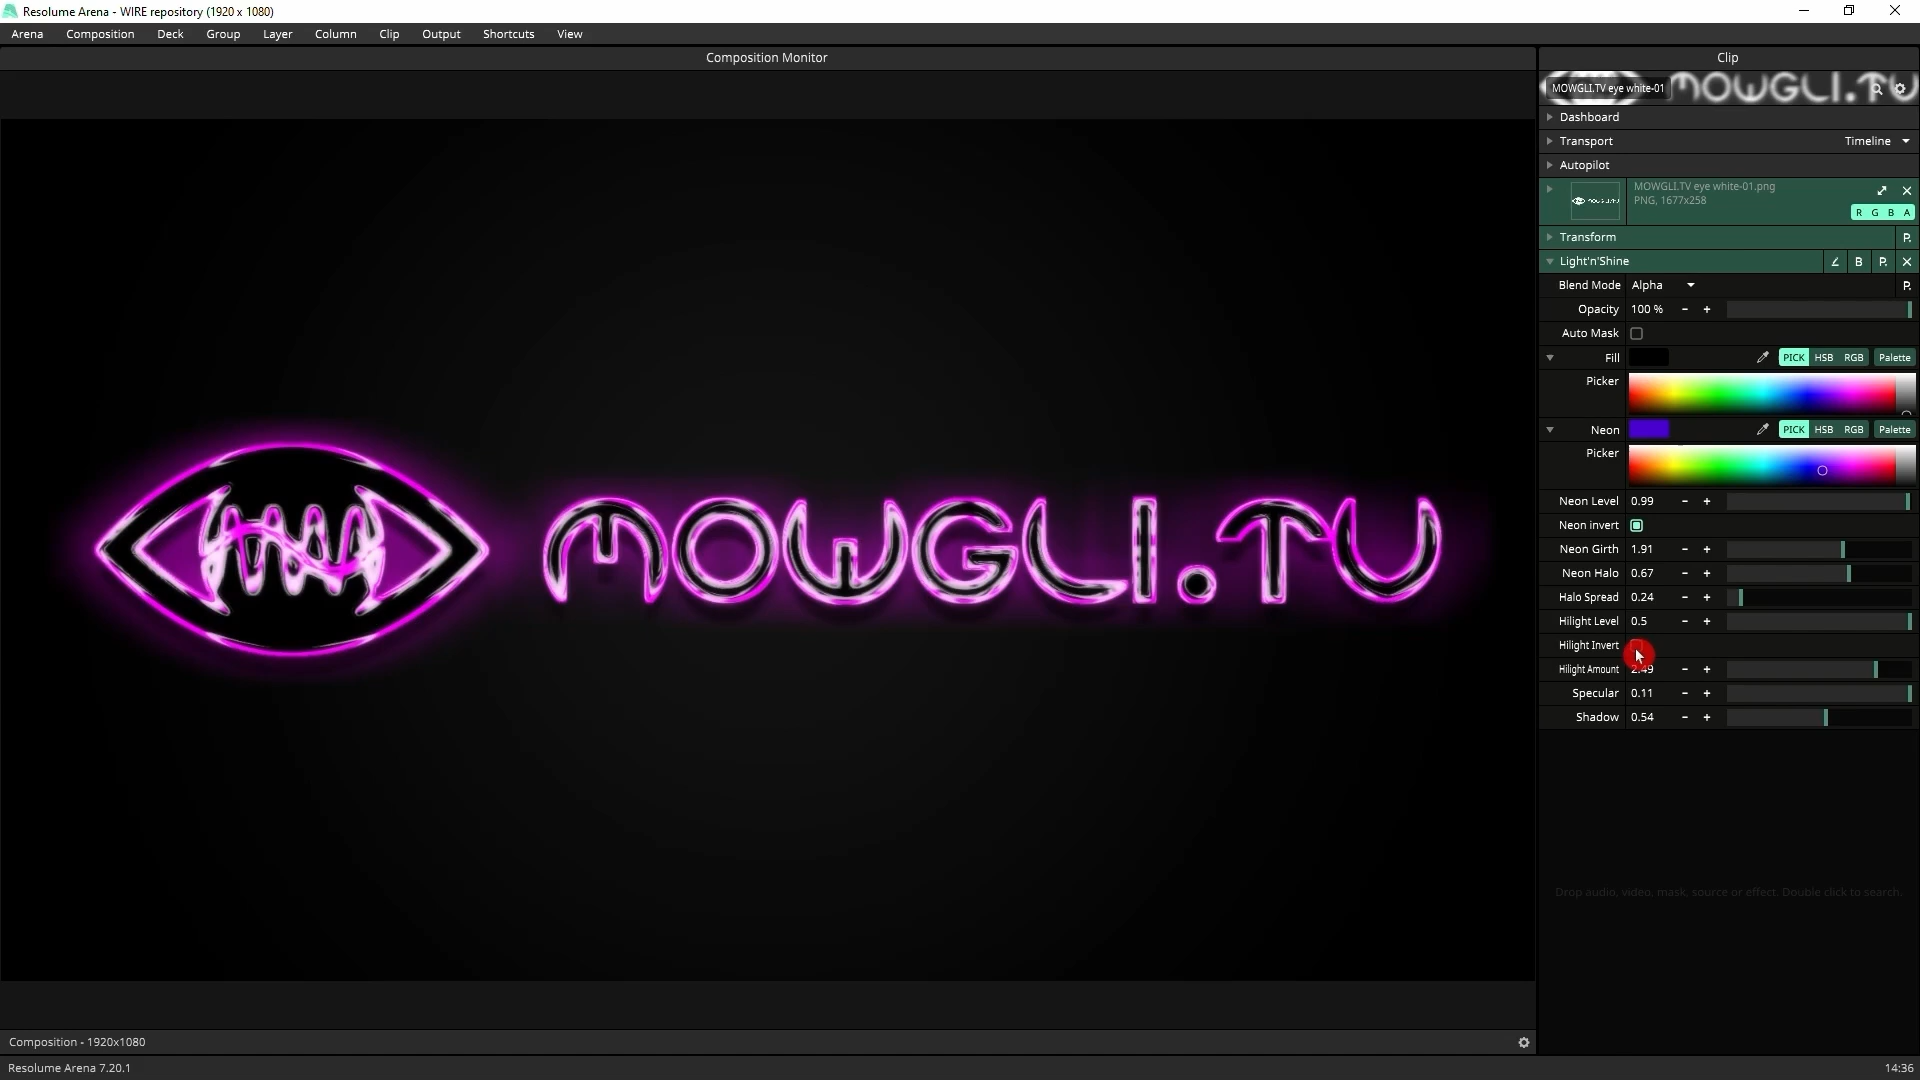 Resolume Arena - WIRE repository (1920 x 1080)
Arena Composition Deck Group Layer Column Clip Output Shortcuts View
Composition Monitor
Clip
MOWGLI.TV eye white-01
MOWGLI.TV
Dashboard
Transport Timeline
Autopilot
MOWGLI.TV eye white-01.png
PNG, 1677x258
R G B A
Transform P.
Light'n'Shine B P.
Blend Mode Alpha P.
Opacity 100 % - +
Auto Mask
Fill PICK HSB RGB Palette
Picker
Neon PICK HSB RGB Palette
Picker
Neon Level 0.99 - +
Neon invert
Neon Girth 1.91 - +
Neon Halo 0.67 - +
Halo Spread 0.24 - +
Hilight Level 0.5 - +
Hilight Invert
Hilight Amount 2.49 - +
Specular 0.11 - +
Shadow 0.54 - +
MOWGLI.TV
Drop audio, video, mask, source or effect. Double click to search.
Composition - 1920x1080
Resolume Arena 7.20.1
14:36